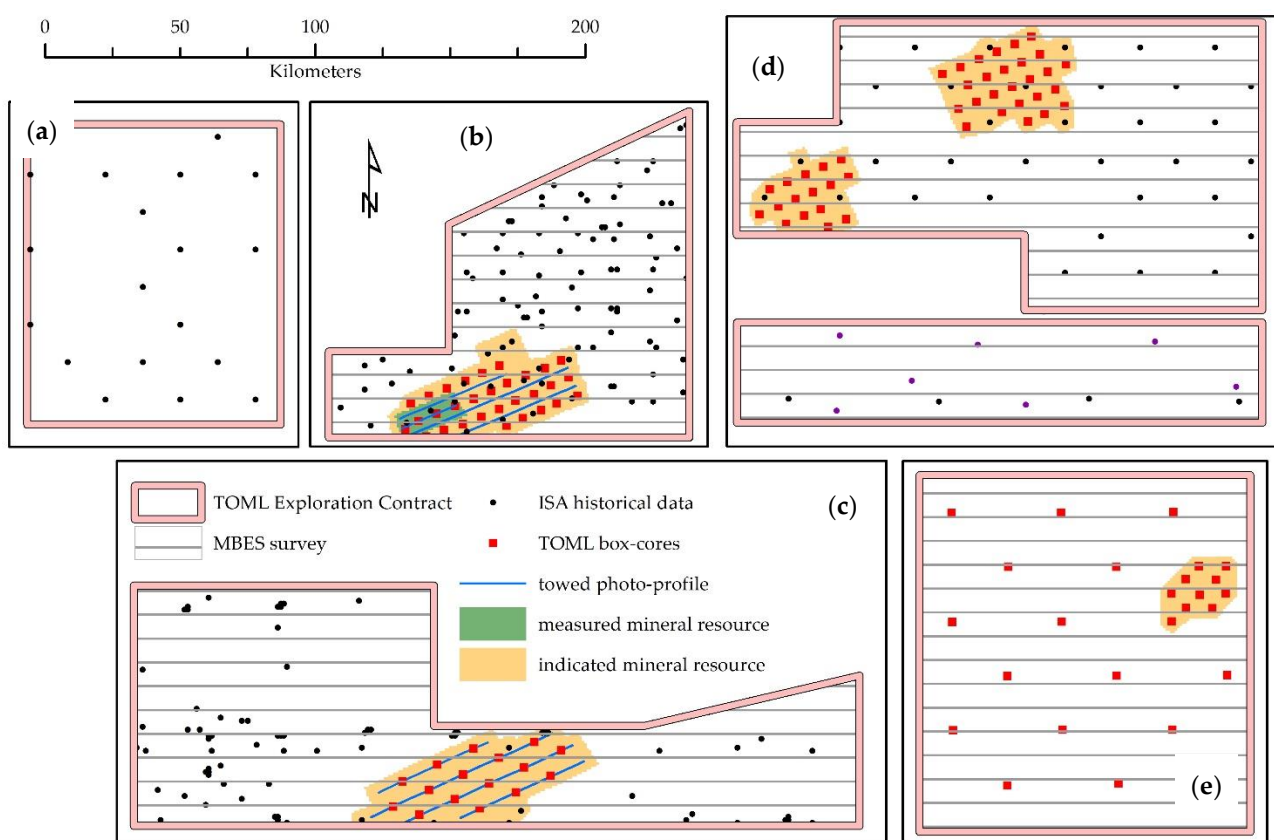 0 50 100 200
Kilometers
(a)
(b)
N
(d)
(c)
TOML Exploration Contract
MBES survey
ISA historical data
TOML box-cores
towed photo-profile
measured mineral resource
indicated mineral resource
(e)